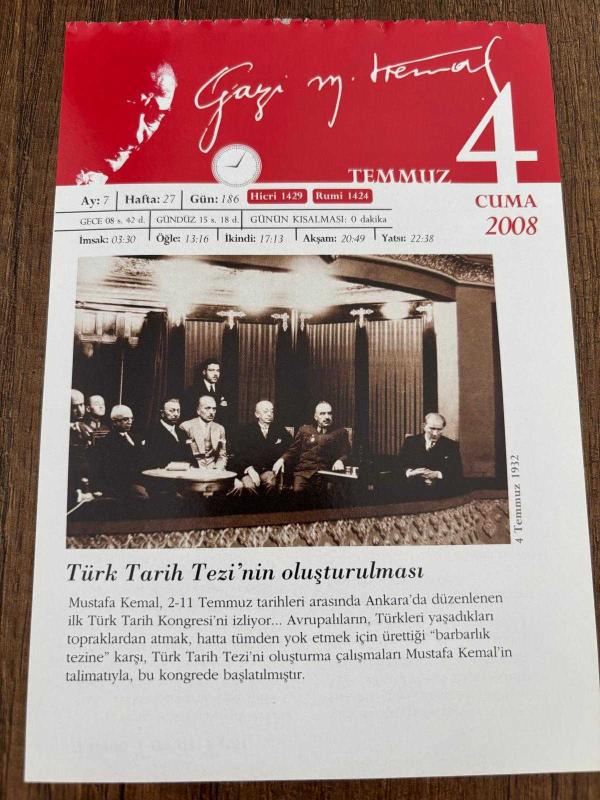 Gazi M. Kemal
4
TEMMUZ
CUMA
2008
Ay: 7 Hafta: 27 Gün: 186 Hicri 1429 Rumi 1424
GECE 08 s. 42 d. GÜNDÜZ 15 s. 18 d. GÜNÜN KISALMASI: 0 dakika
İmsak: 03:30 Öğle: 13:16 İkindi: 17:13 Akşam: 20:49 Yatsı: 22:38
4 Temmuz 1932
Türk Tarih Tezi'nin oluşturulması
Mustafa Kemal, 2-11 Temmuz tarihleri arasında Ankara'da düzenlenen
ilk Türk Tarih Kongresi'ni izliyor... Avrupalıların, Türkleri yaşadıkları
topraklardan atmak, hatta tümden yok etmek için ürettiği "barbarlık
tezine" karşı, Türk Tarih Tezi'ni oluşturma çalışmaları Mustafa Kemal'in
talimatıyla, bu kongrede başlatılmıştır.